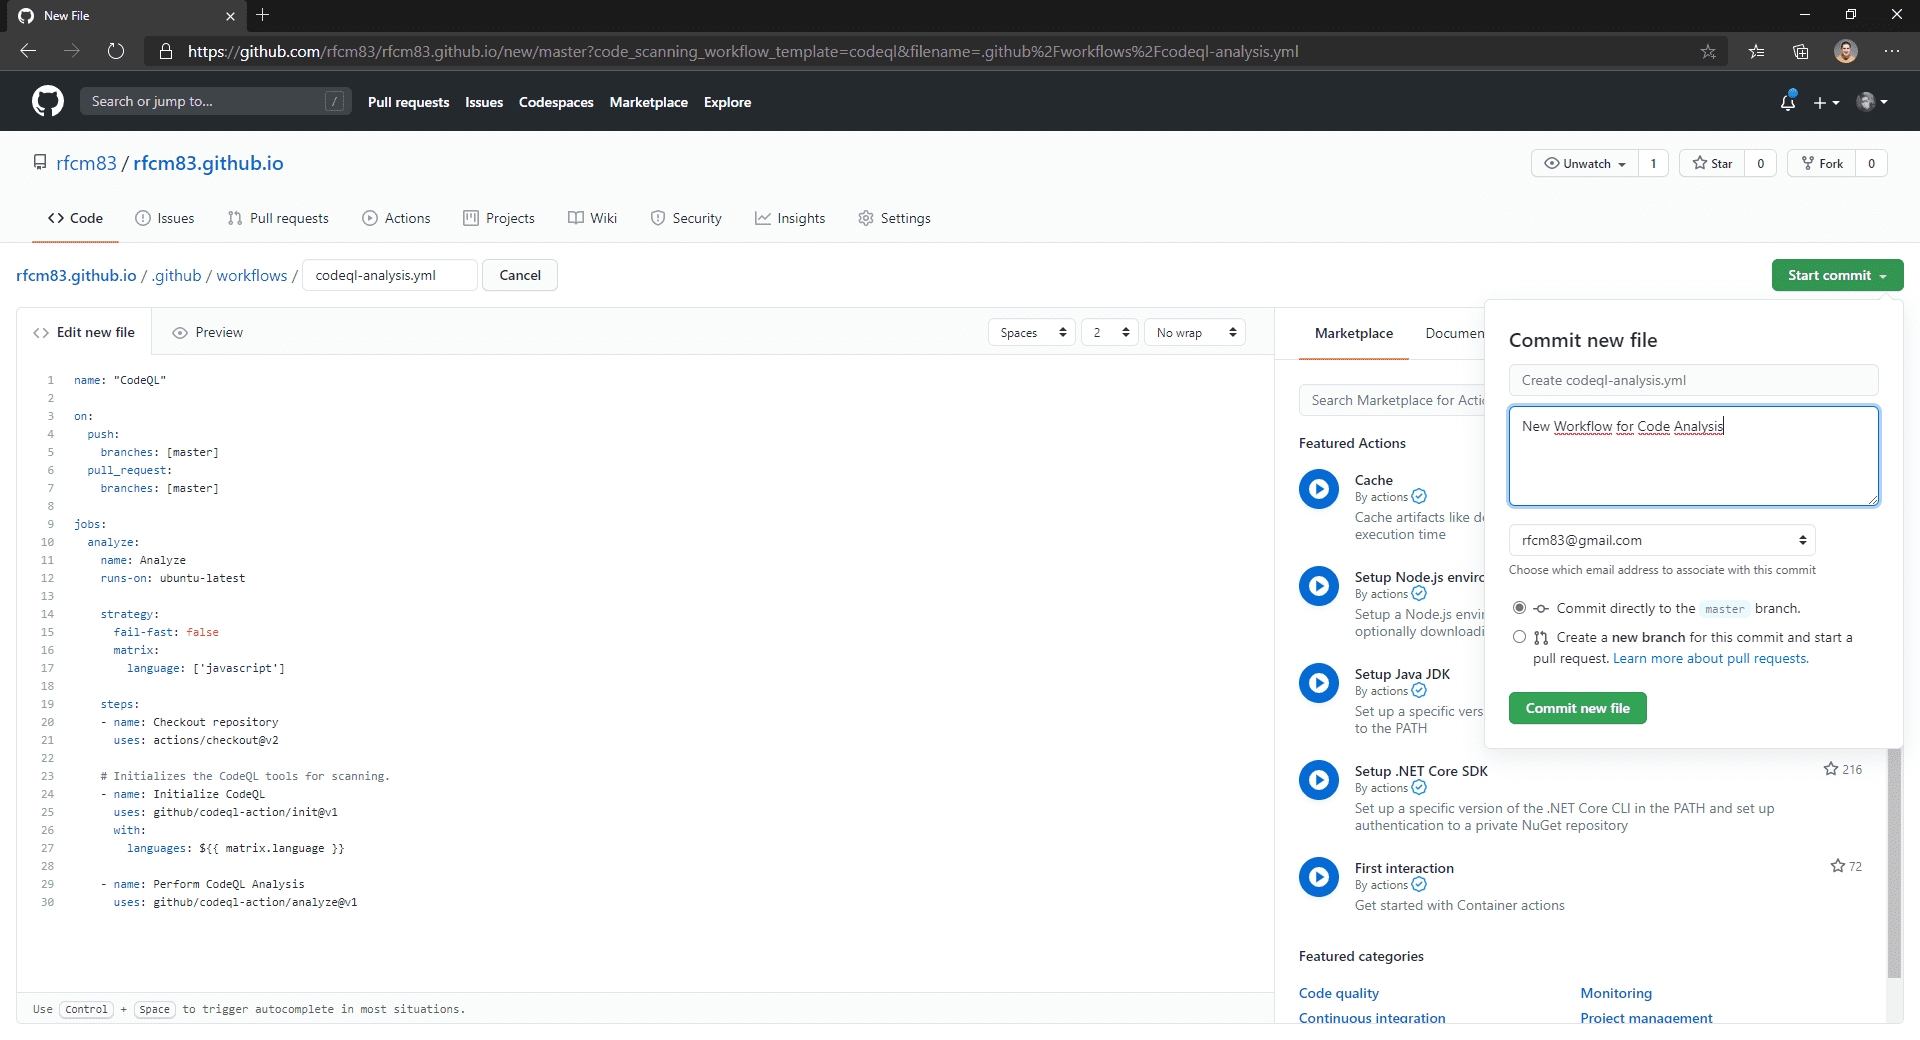 New File
https://github.com/rfcm83/rfcm83.github.io/new/master?code_scanning_workflow_template=codeql&filename=.github%2Fworkflows%2Fcodeql-analysis.yml
Search or jump to... /
Pull requests Issues Codespaces Marketplace Explore
rfcm83 / rfcm83.github.io
Unwatch 1 Star 0 Fork 0
Code Issues Pull requests Actions Projects Wiki Security Insights Settings
rfcm83.github.io / .github / workflows / codeql-analysis.yml Cancel
Start commit
Edit new file Preview
Spaces 2 No wrap
1 name: "CodeQL"
2
3 on:
4 push:
5 branches: [master]
6 pull_request:
7 branches: [master]
8
9 jobs:
10 analyze:
11 name: Analyze
12 runs-on: ubuntu-latest
13
14 strategy:
15 fail-fast: false
16 matrix:
17 language: ['javascript']
18
19 steps:
20 - name: Checkout repository
21 uses: actions/checkout@v2
22
23 # Initializes the CodeQL tools for scanning.
24 - name: Initialize CodeQL
25 uses: github/codeql-action/init@v1
26 with:
27 languages: ${{ matrix.language }}
28
29 - name: Perform CodeQL Analysis
30 uses: github/codeql-action/analyze@v1
Use Control + Space to trigger autocomplete in most situations.
Marketplace Documen
Search Marketplace for Acti
Featured Actions
Cache
By actions
Cache artifacts like de
execution time
Setup Node.js enviro
By actions
Setup a Node.js envir
optionally downloadi
Setup Java JDK
By actions
Set up a specific vers
to the PATH
Setup .NET Core SDK 216
By actions
Set up a specific version of the .NET Core CLI in the PATH and set up
authentication to a private NuGet repository
First interaction 72
By actions
Get started with Container actions
Featured categories
Code quality Monitoring
Continuous integration Project management
Commit new file
Create codeql-analysis.yml
New Workflow for Code Analysis
rfcm83@gmail.com
Choose which email address to associate with this commit
Commit directly to the master branch.
Create a new branch for this commit and start a
pull request. Learn more about pull requests.
Commit new file